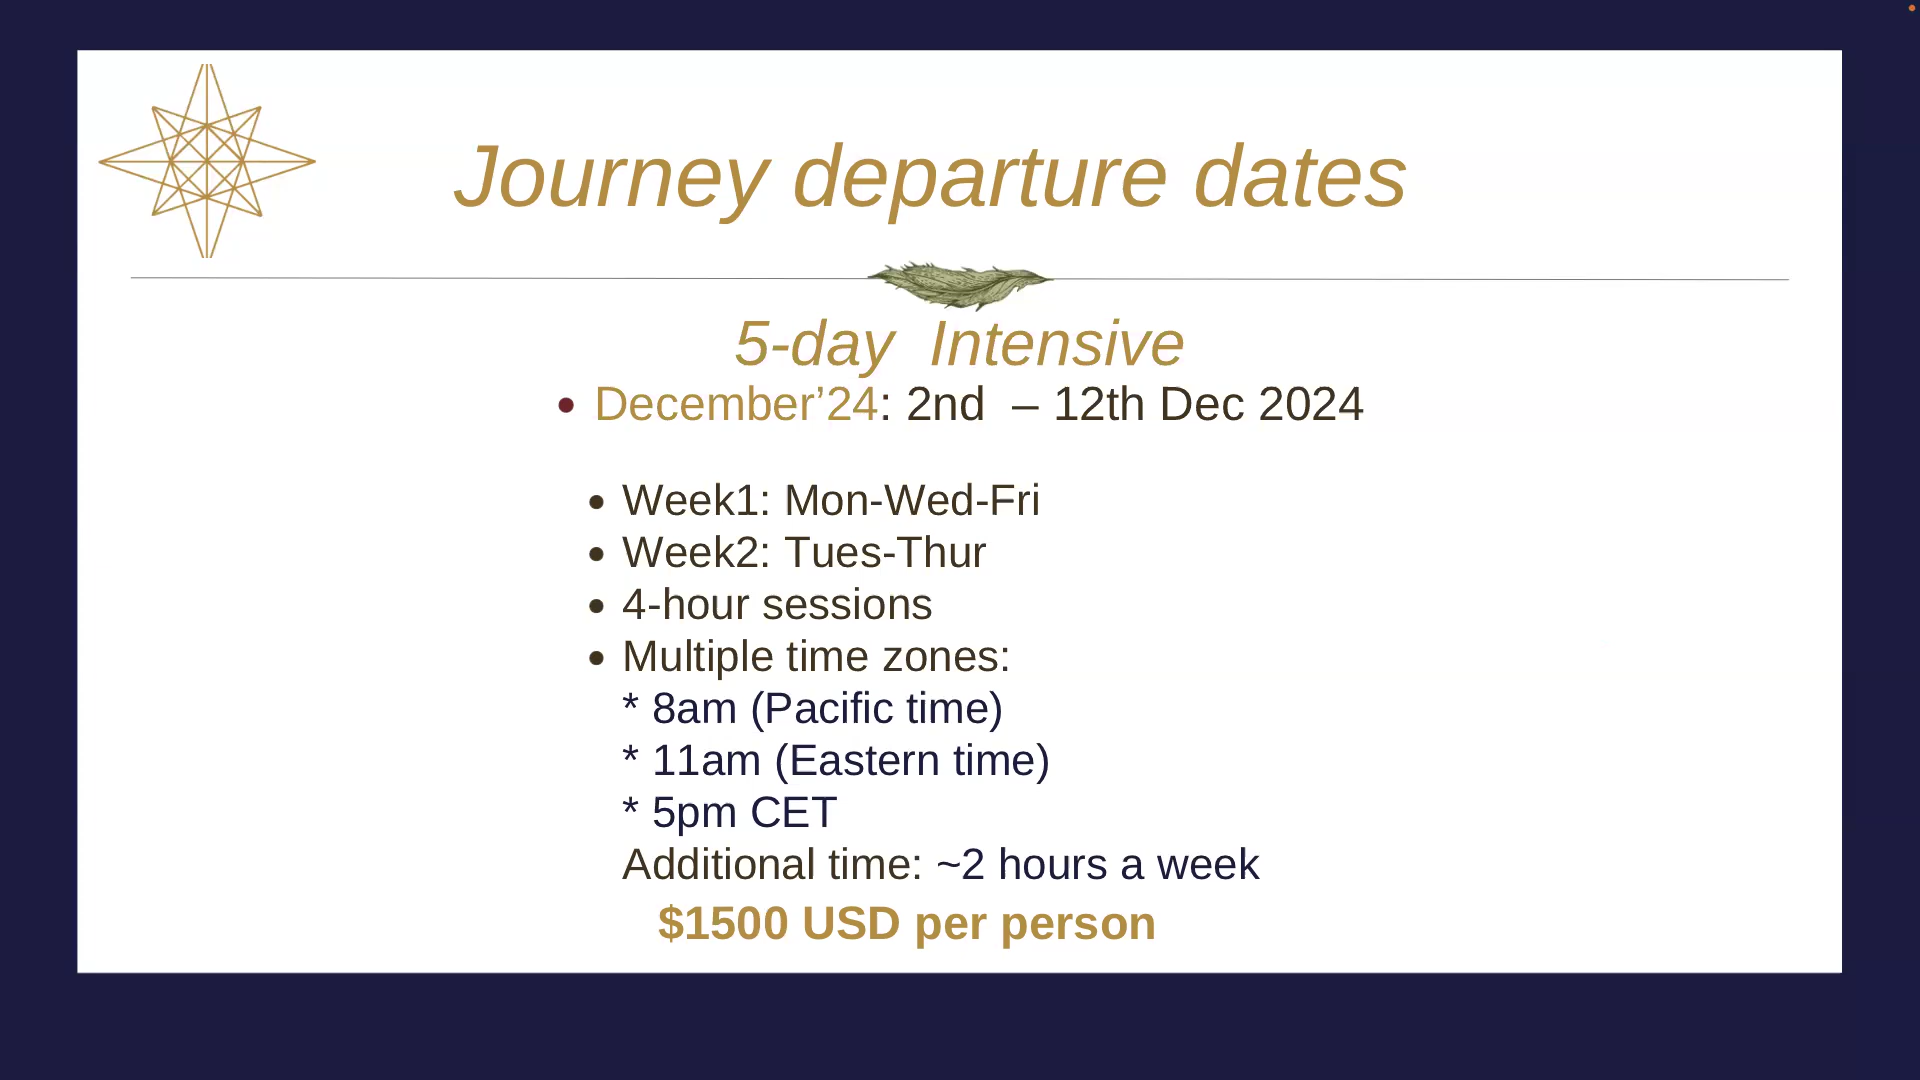 Journey departure dates
5-day  Intensive
• December’24: 2nd  – 12th Dec 2024
• Week1: Mon-Wed-Fri
• Week2: Tues-Thur
• 4-hour sessions
• Multiple time zones:
* 8am (Pacific time)
* 11am (Eastern time)
* 5pm CET
Additional time: ~2 hours a week
$1500 USD per person